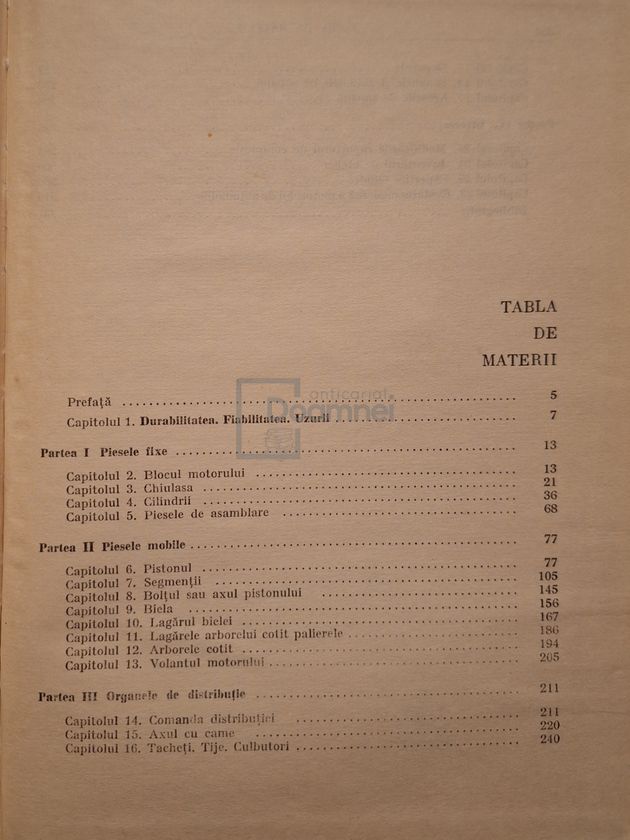 TABLA
DE
MATERII
Prefață 5
Capitolul 1. Durabilitatea. Fiabilitatea. Uzurii 7
Partea I Piesele fixe 13
Capitolul 2. Blocul motorului 13
Capitolul 3. Chiulasa 21
Capitolul 4. Cilindrii 36
Capitolul 5. Piesele de asamblare 68
Partea II Piesele mobile 77
Capitolul 6. Pistonul 77
Capitolul 7. Segmenții 105
Capitolul 8. Bolțul sau axul pistonului 145
Capitolul 9. Biela 156
Capitolul 10. Lagărul bielei 167
Capitolul 11. Lagărele arborelui cotit palierele 186
Capitolul 12. Arborele cotit 194
Capitolul 13. Volantul motorului 205
Partea III Organele de distribuție 211
Capitolul 14. Comanda distribuției 211
Capitolul 15. Axul cu came 220
Capitolul 16. Tacheți. Tije. Culbutori 240
anticariat
Doamnei